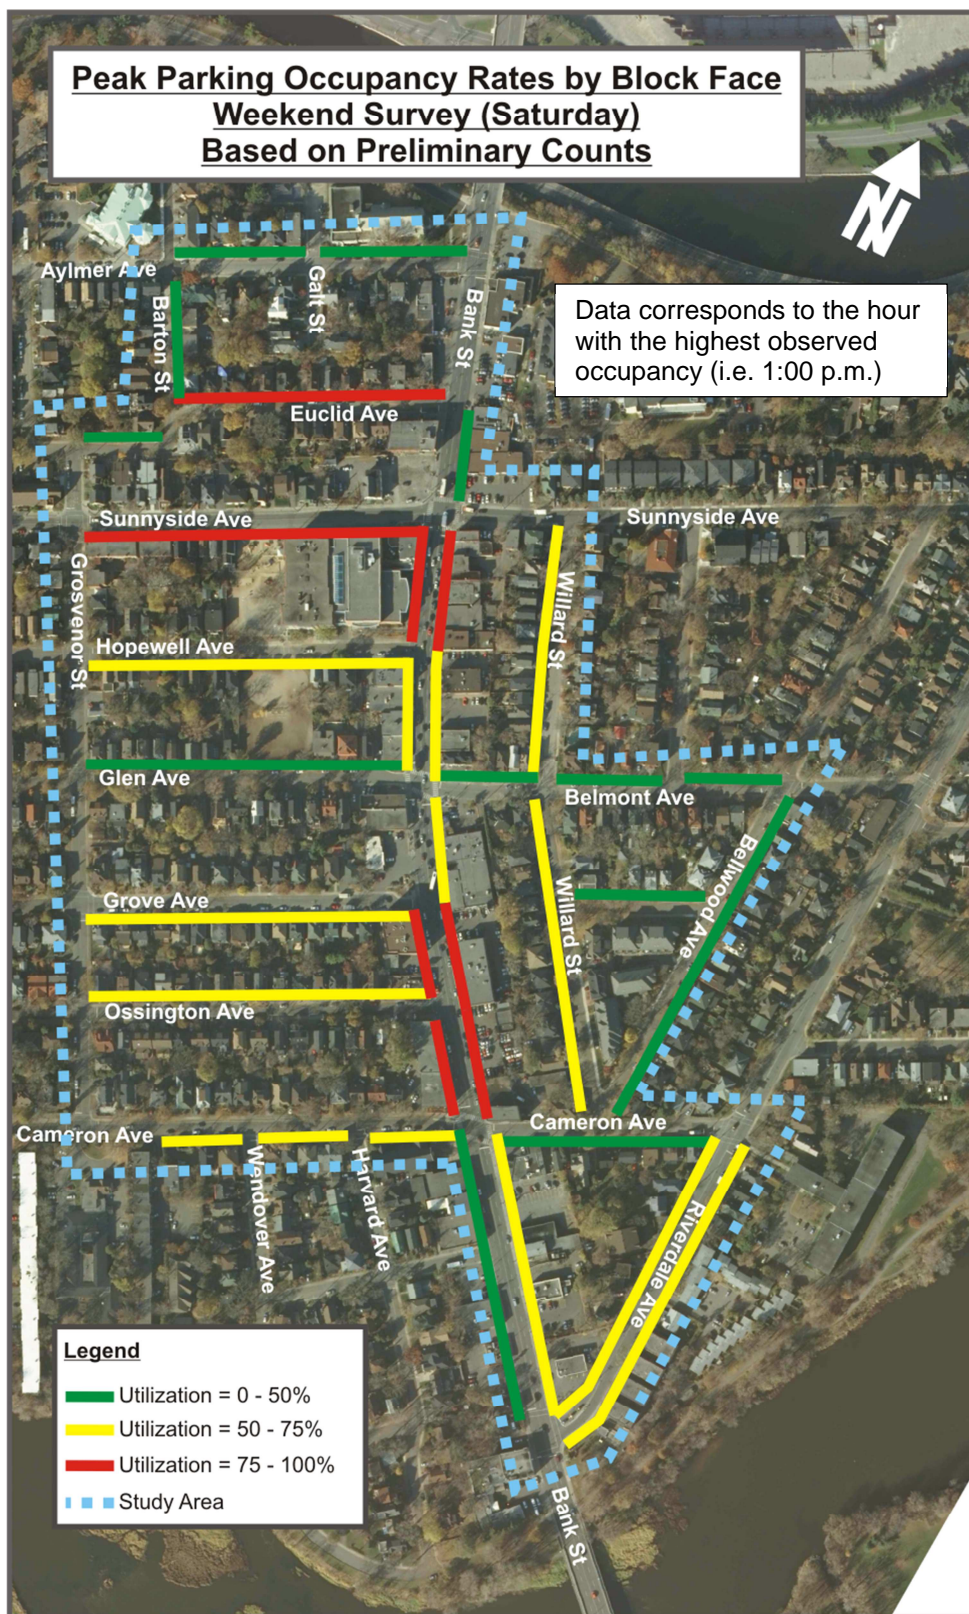 Peak Parking Occupancy Rates by Block Face
Weekend Survey (Saturday)
Based on Preliminary Counts
N
Aylmer Ave
Galt St
Barton St
Bank St
Data corresponds to the hour
with the highest observed
occupancy (i.e. 1:00 p.m.)
Euclid Ave
Sunnyside Ave
Sunnyside Ave
Grosvenor St
Willard St
Hopewell Ave
Glen Ave
Belmont Ave
Bellwood Ave
Grove Ave
Willard St
Ossington Ave
Cameron Ave
Cameron Ave
Wendover Ave
Harvard Ave
Riverdale Ave
Legend
Utilization = 0 - 50%
Utilization = 50 - 75%
Utilization = 75 - 100%
Study Area
Bank St